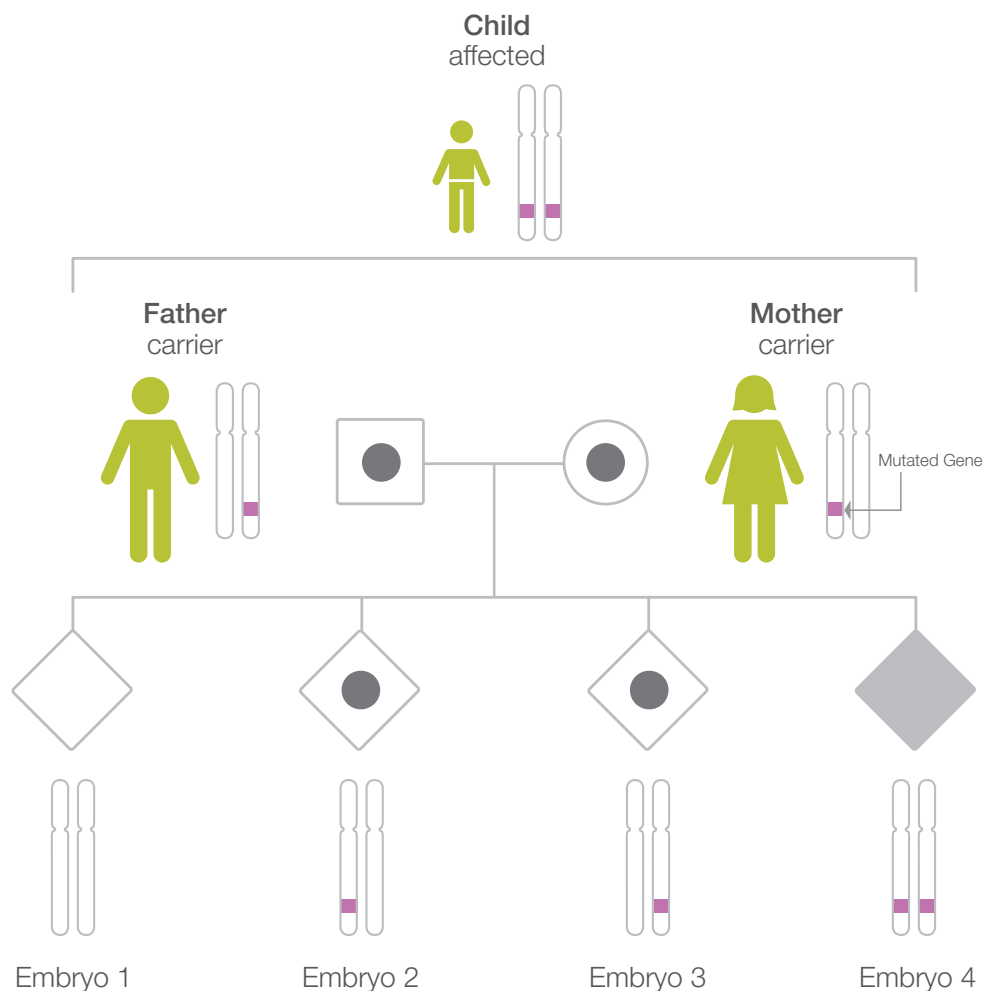 Child
affected
Father
carrier
Mother
carrier
Mutated Gene
Embryo 1
Embryo 2
Embryo 3
Embryo 4